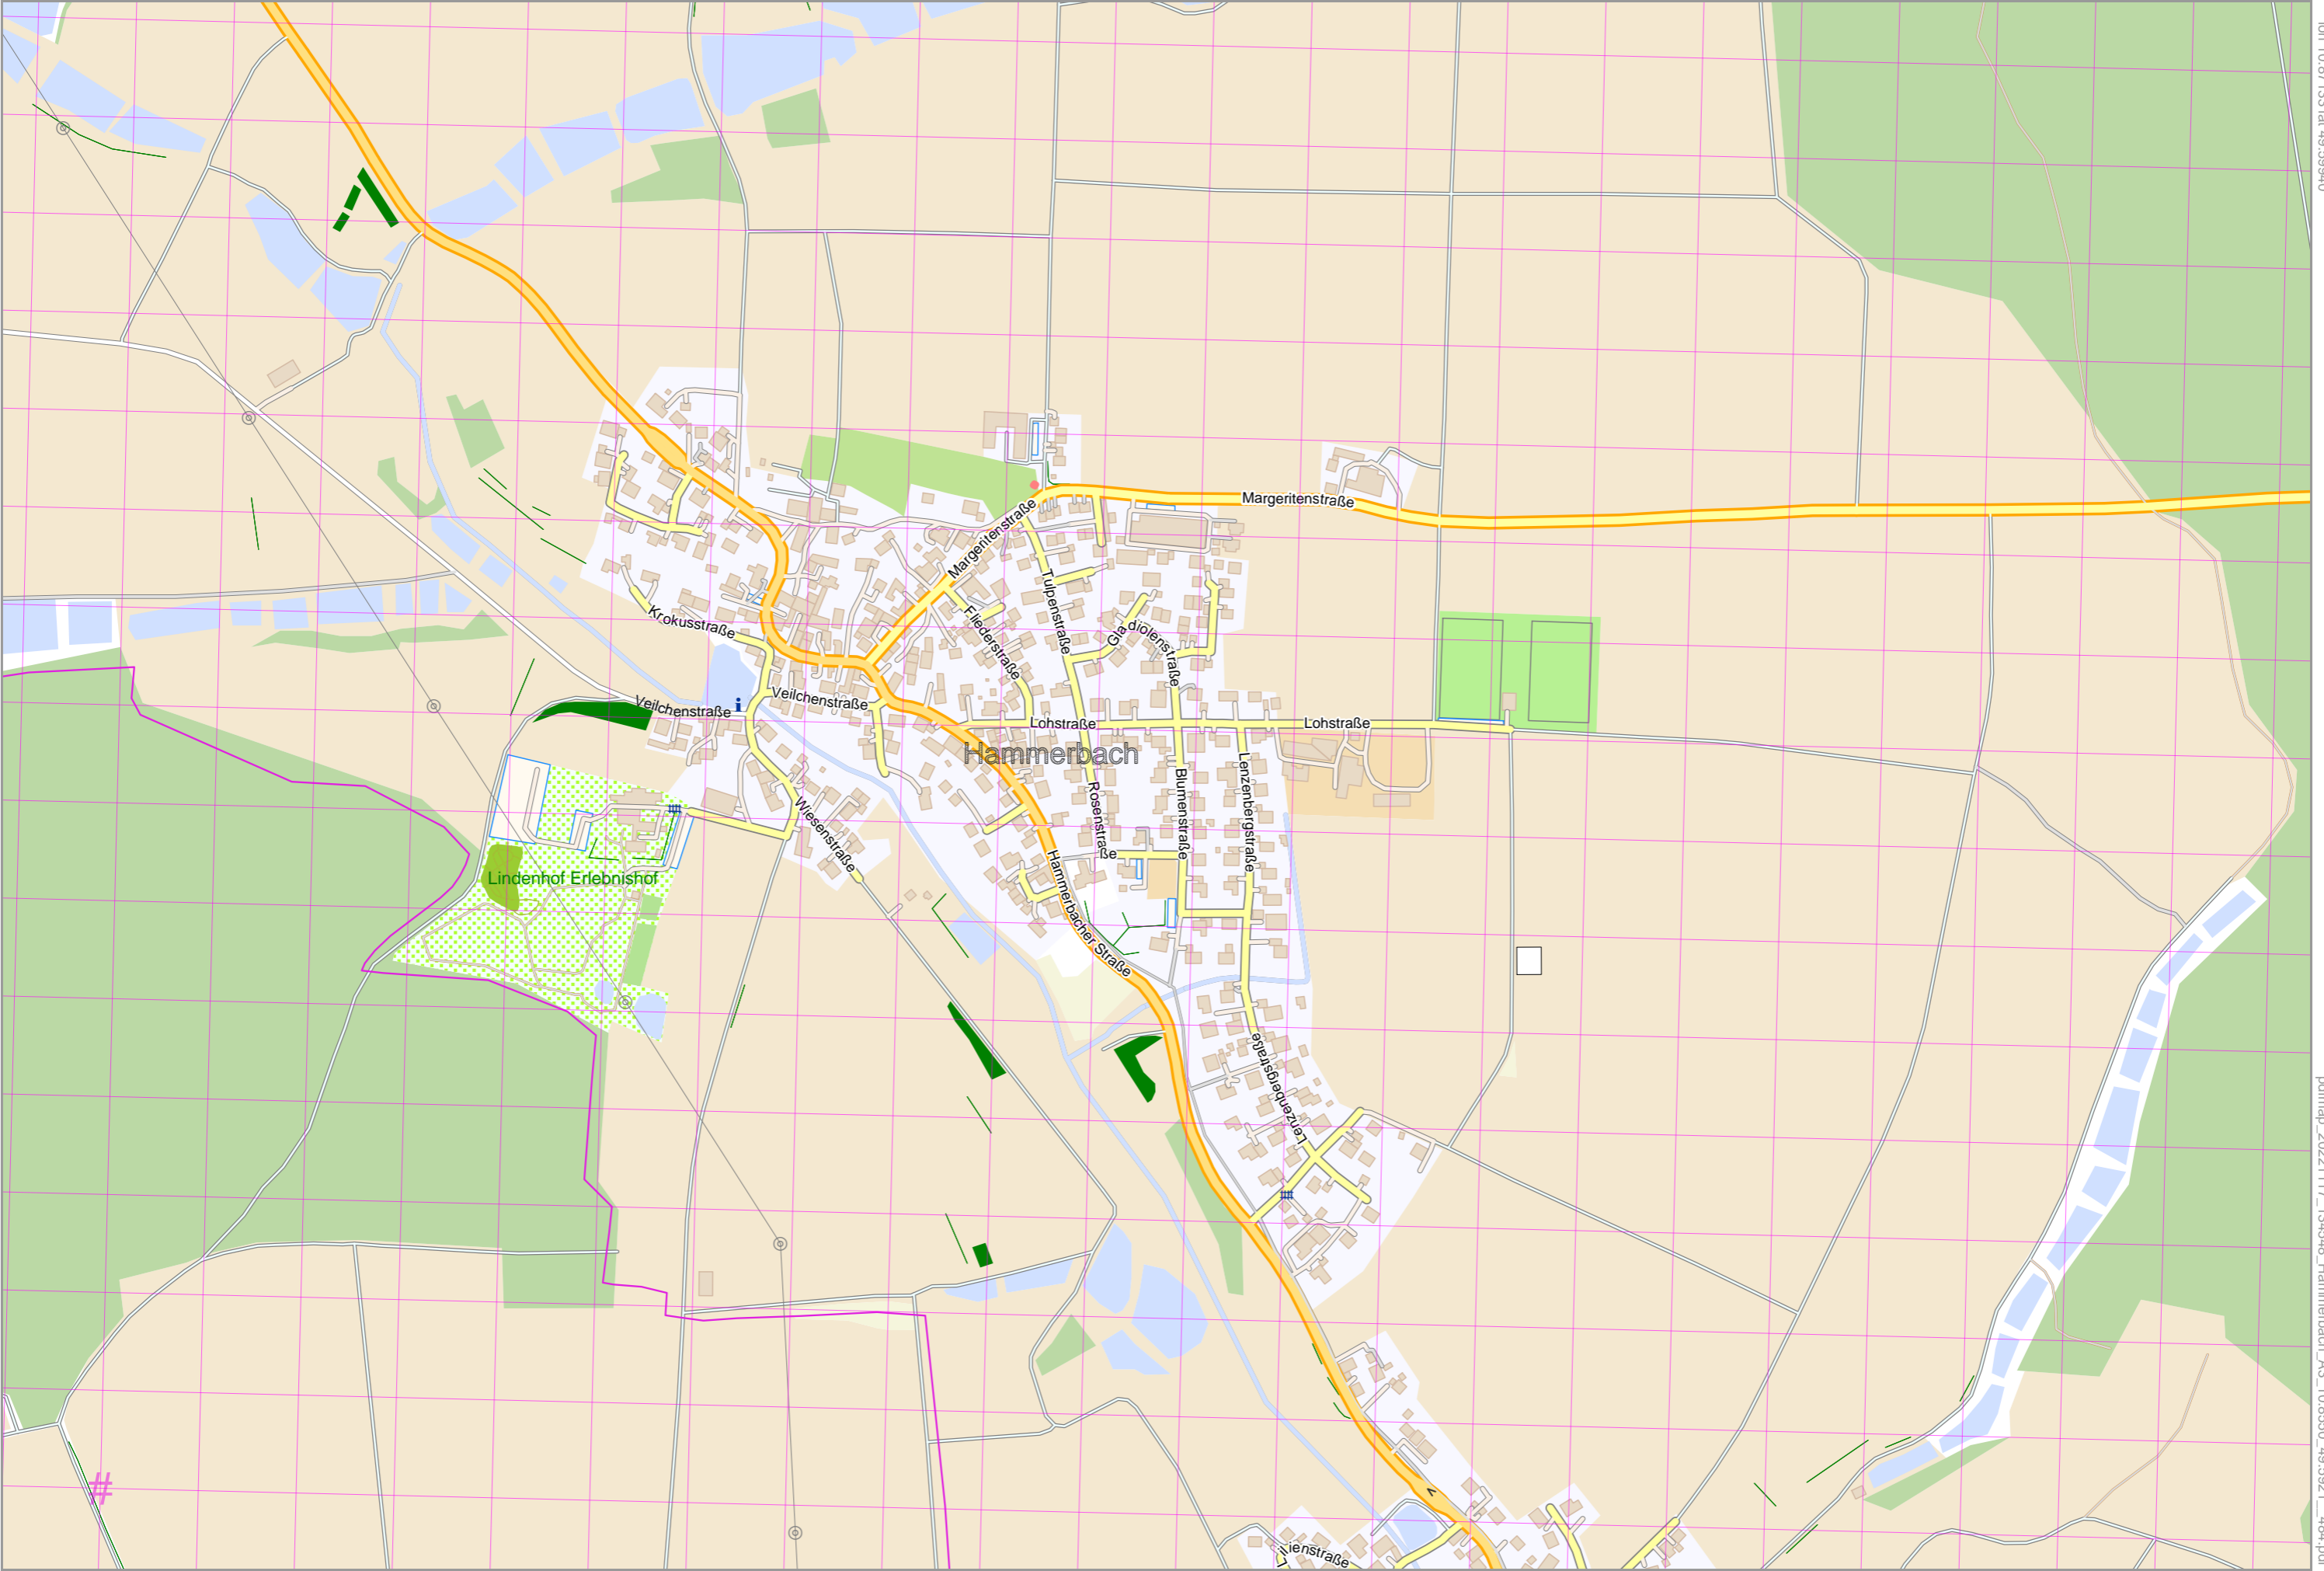 Margeritenstraße
Margeritenstraße
Tulpenstraße
Krokusstraße
Fliederstraße
Gladiolenstraße
Veilchenstraße
Veilchenstraße
Lohstraße
Lohstraße
Hammerbach
Lenzenbergstraße
Blumenstraße
Rosenstraße
Wiesenstraße
Lindenhof Erlebnishof
Hammerbacher Straße
Lenzenbergstraße
#
Lilienstraße